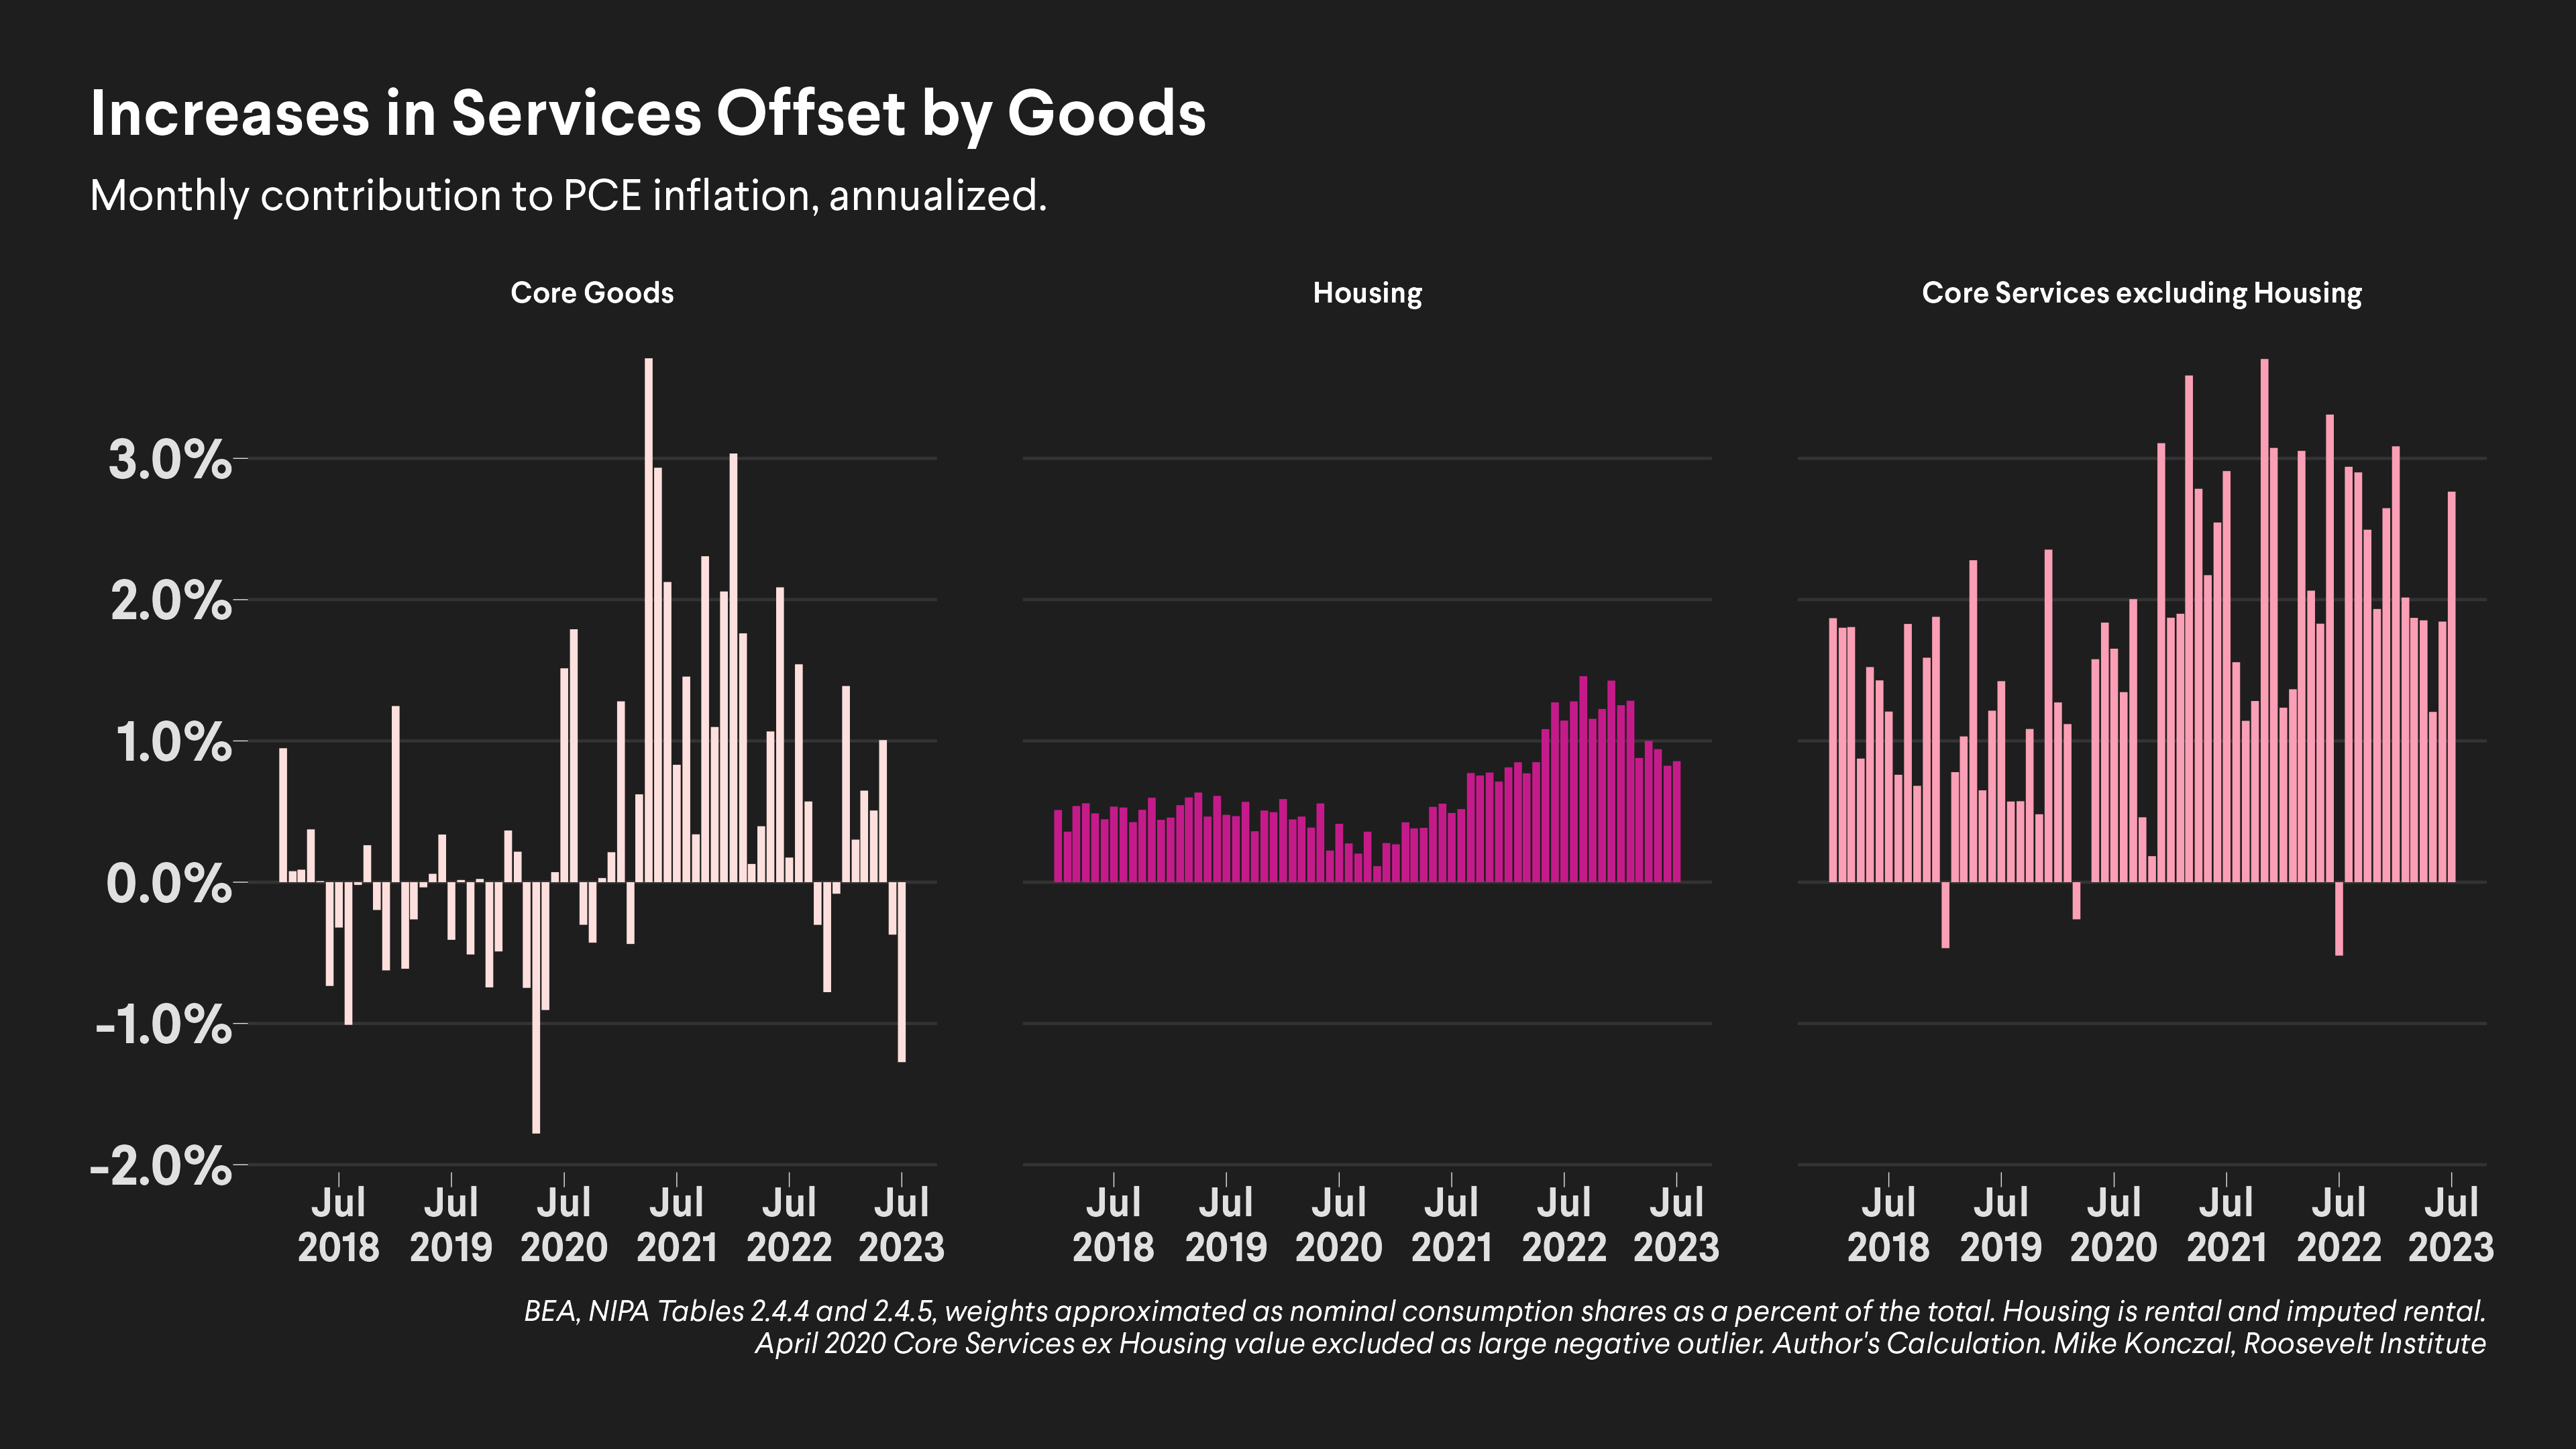 Increases in Services Offset by Goods
Monthly contribution to PCE inflation, annualized.
Core Goods
Housing
Core Services excluding Housing
3.0%
2.0%
1.0%
0.0%
-1.0%
-2.0%
Jul Jul Jul Jul Jul Jul
2018 2019 2020 2021 2022 2023
Jul Jul Jul Jul Jul Jul
2018 2019 2020 2021 2022 2023
Jul Jul Jul Jul Jul Jul
2018 2019 2020 2021 2022 2023
BEA, NIPA Tables 2.4.4 and 2.4.5, weights approximated as nominal consumption shares as a percent of the total. Housing is rental and imputed rental.
April 2020 Core Services ex Housing value excluded as large negative outlier. Author's Calculation. Mike Konczal, Roosevelt Institute